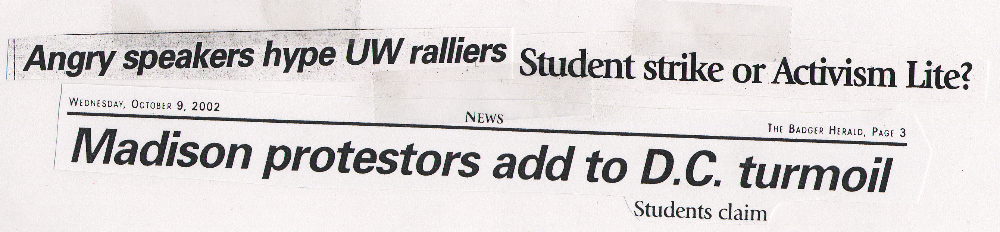 Angry speakers hype UW ralliers
Student strike or Activism Lite?
WEDNESDAY, OCTOBER 9, 2002
NEWS
THE BADGER HERALD, PAGE 3
Madison protestors add to D.C. turmoil
Students claim